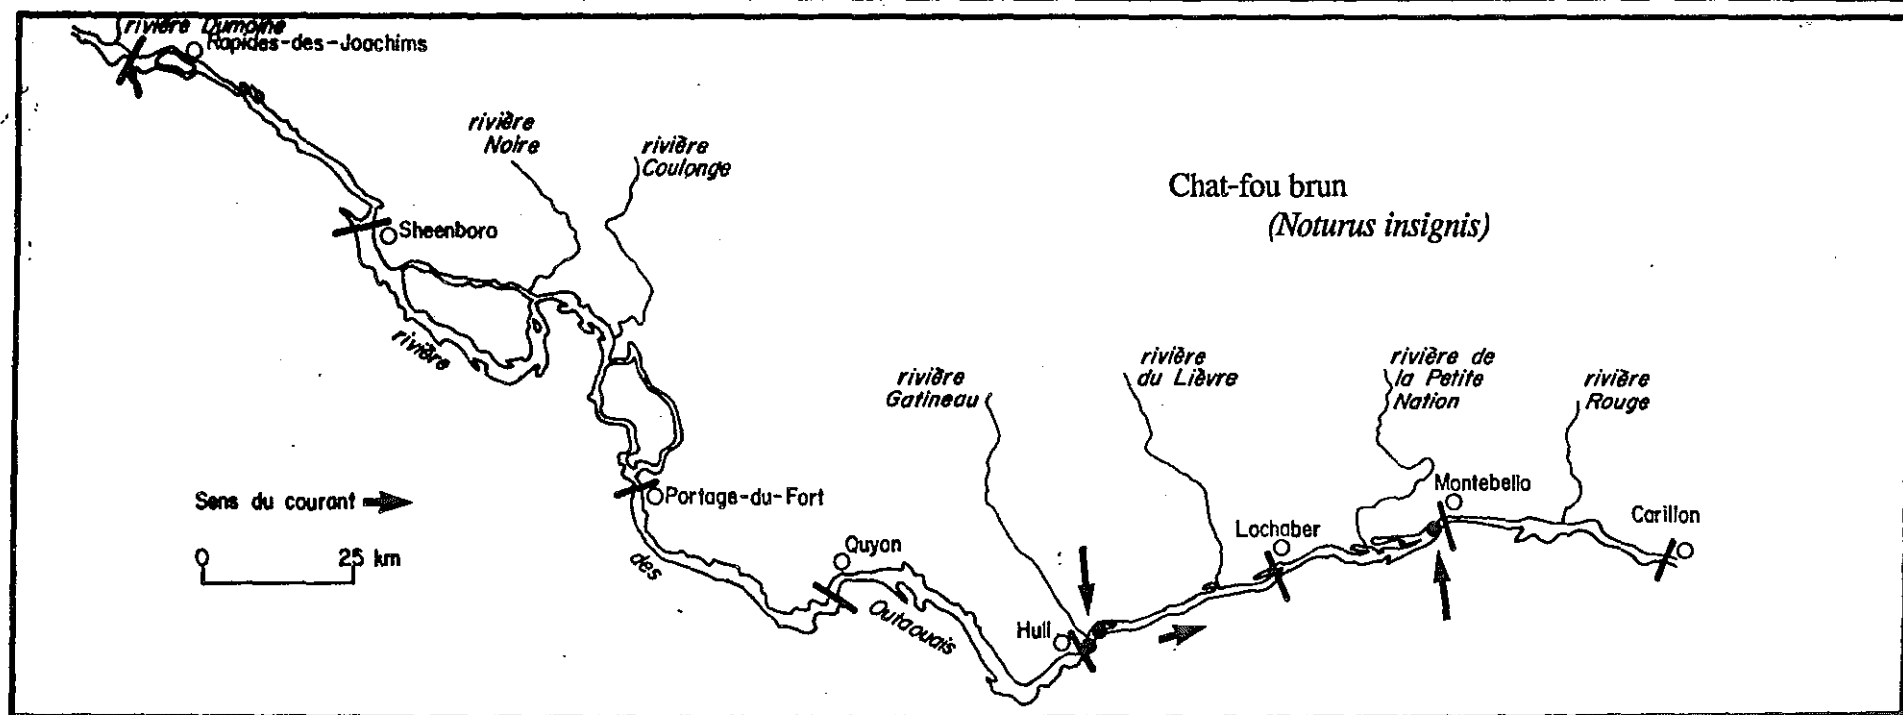 rivière Dumoine
Rapides-des-Joachims
rivière
Noire
rivière
Coulonge
Chat-fou brun
(Noturus insignis)
Sheenboro
rivière
rivière
Gatineau
rivière
du Lièvre
rivière de
la Petite
Nation
rivière
Rouge
Sens du courant
Portage-du-Fort
Montebello
Carillon
Lochaber
0 25 km
des
Quyon
Outaouais
Hull